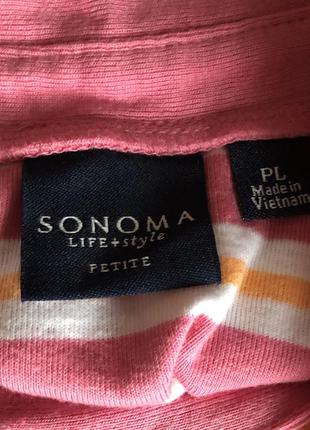 SONOMA
LIFE+style
PETITE
PL
Made in
Vietnam